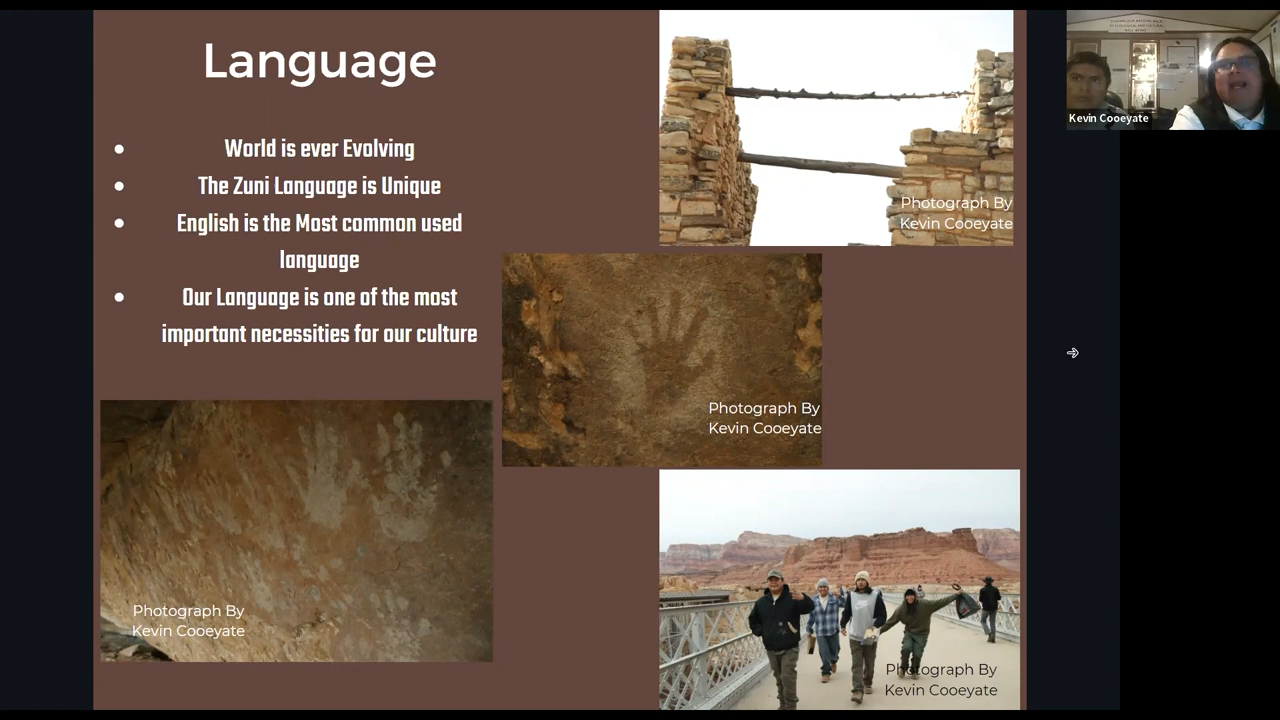 Language
World is ever Evolving
The Zuni Language is Unique
English is the Most common used
language
Our Language is one of the most
important necessities for our culture
Photograph By
Kevin Cooeyate
Photograph By
Kevin Cooeyate
Photograph By
Kevin Cooeyate
Photograph By
Kevin Cooeyate
Kevin Cooeyate